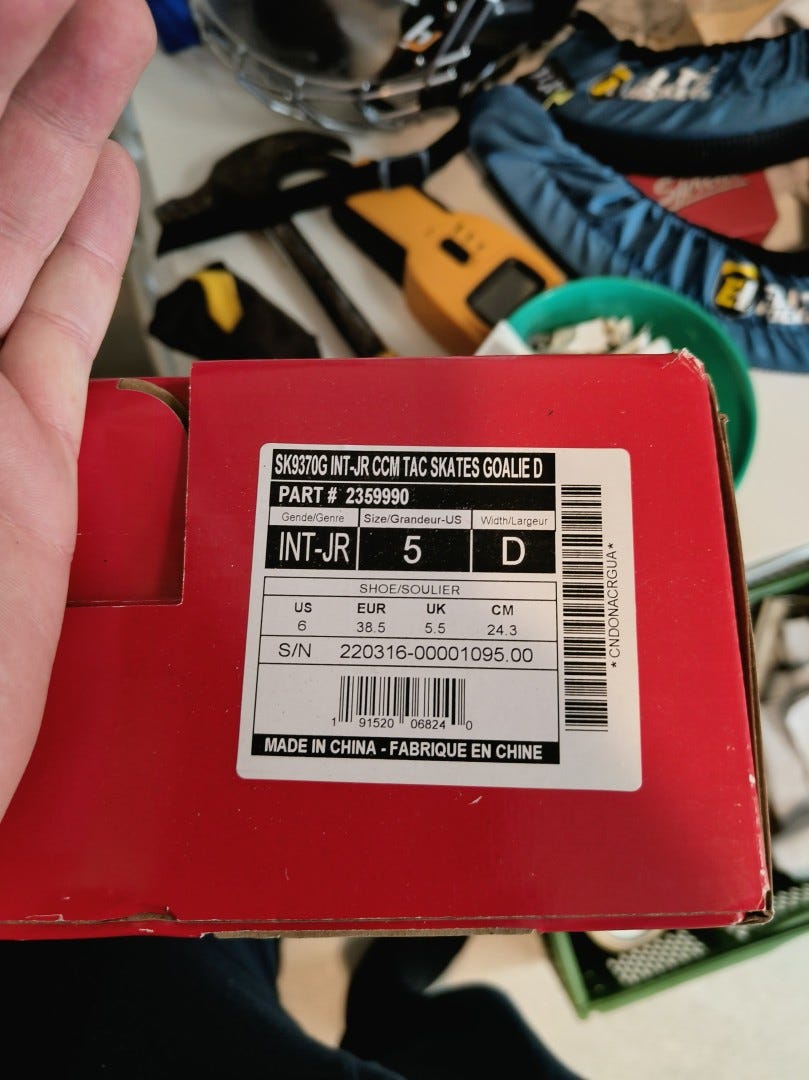 SK9370G INT-JR CCM TAC SKATES GOALIE D
PART # 2359990
Gende/Genre Size/Grandeur-US Width/Largeur
INT-JR 5 D
SHOE/SOULIER
US EUR UK CM
6 38.5 5.5 24.3
S/N 220316-00001095.00
1 91520 06824 0
MADE IN CHINA - FABRIQUE EN CHINE
*CNDONACRGUA*